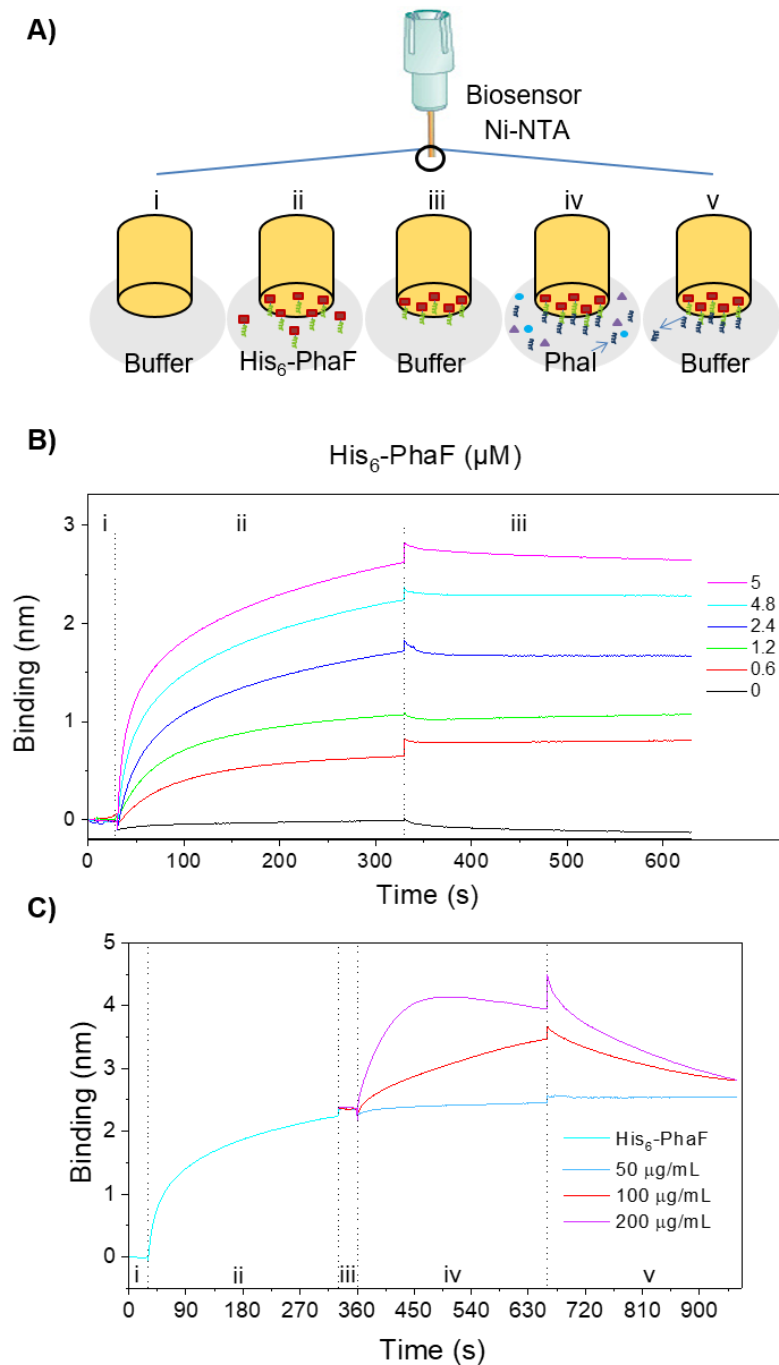 A)
Biosensor
Ni-NTA
i ii iii iv v
Buffer His₆-PhaF Buffer PhaI Buffer
B)
His₆-PhaF (µM)
i ii iii
3
2
1
0
Binding (nm)
5
4.8
2.4
1.2
0.6
0
0 100 200 300 400 500 600
Time (s)
C)
5
4
3
2
1
0
Binding (nm)
His₆-PhaF
50 µg/mL
100 µg/mL
200 µg/mL
i ii iii iv v
0 90 180 270 360 450 540 630 720 810 900
Time (s)